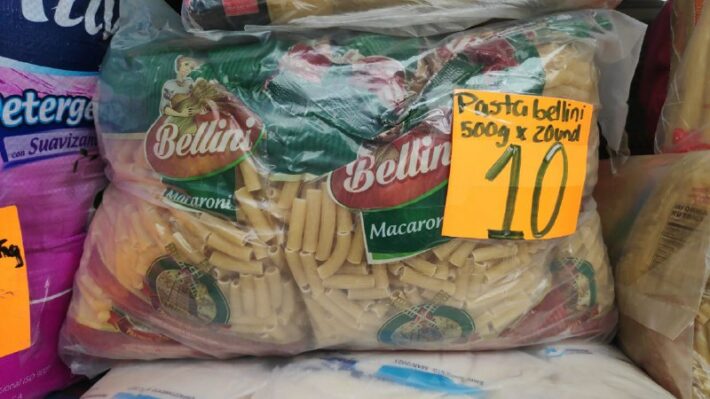 Deterge
con Suavizan
Bellini
Macaroni
Bellini
Macaroni
Pasta bellini
500g x 20und
10